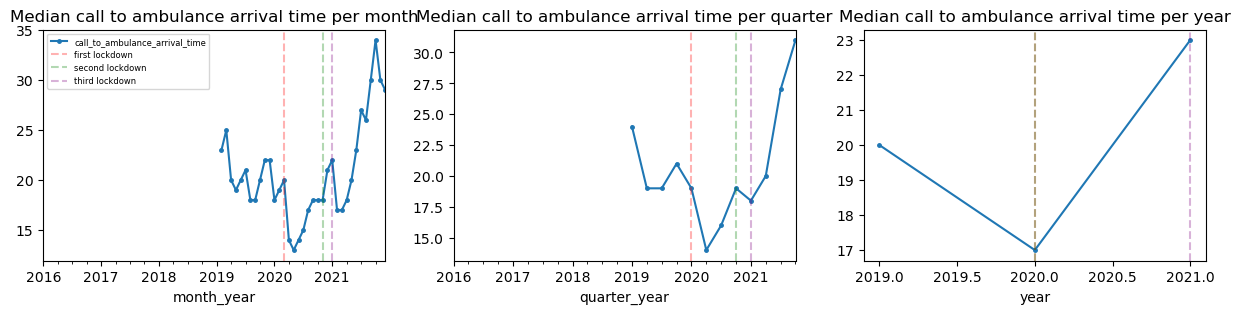 Median call to ambulance arrival time per month
35
30
25
20
15
call_to_ambulance_arrival_time
first lockdown
second lockdown
third lockdown
2016 2017 2018 2019 2020 2021
month_year
Median call to ambulance arrival time per quarter
30.0
27.5
25.0
22.5
20.0
17.5
15.0
2016 2017 2018 2019 2020 2021
quarter_year
Median call to ambulance arrival time per year
23
22
21
20
19
18
17
2019.0 2019.5 2020.0 2020.5 2021.0
year